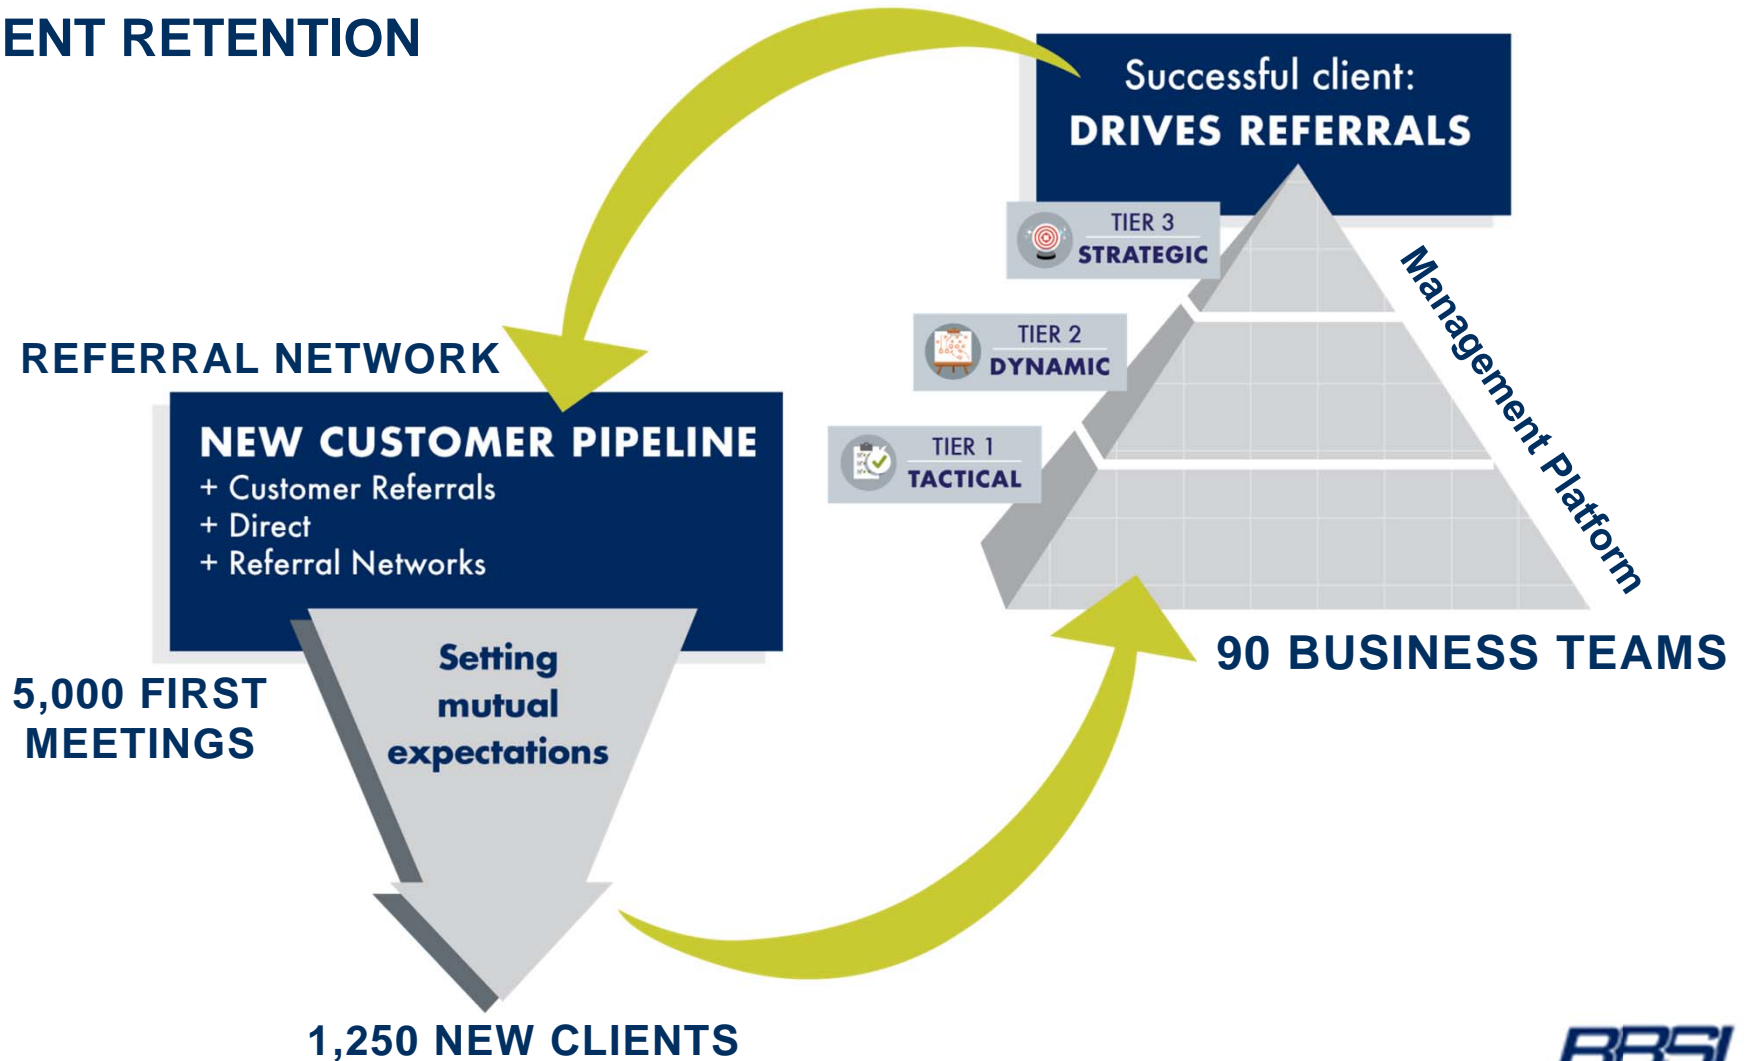 ENT RETENTION
Successful client:
DRIVES REFERRALS
TIER 3
STRATEGIC
TIER 2
DYNAMIC
TIER 1
TACTICAL
Management Platform
90 BUSINESS TEAMS
REFERRAL NETWORK
NEW CUSTOMER PIPELINE
+ Customer Referrals
+ Direct
+ Referral Networks
Setting
mutual
expectations
5,000 FIRST
MEETINGS
1,250 NEW CLIENTS
BBSI